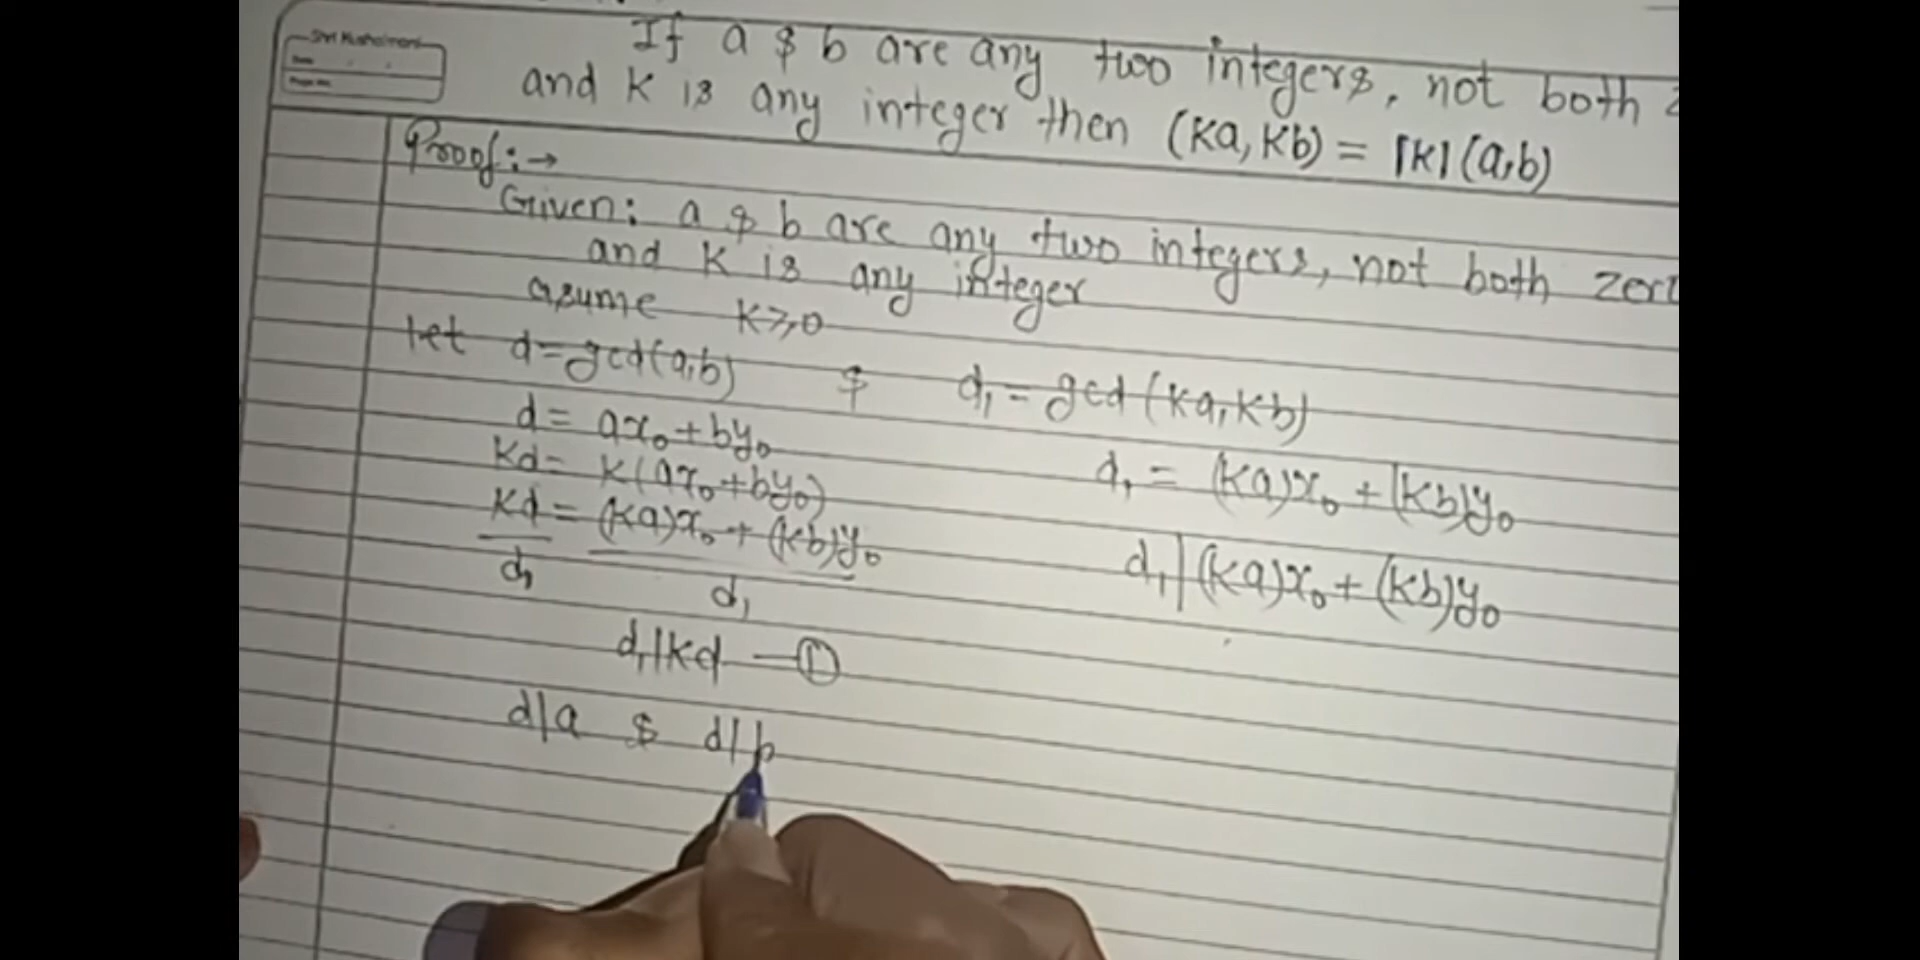 If a & b are any two integers, not both
and K is any integer then (Ka, Kb) = |K| (a,b)
Proof:→
Given: a & b are any two integers, not both zero
and K is any integer
asume K≥0
let d=gcd(a,b) & d₁ = gcd (Ka, Kb)
d = ax₀+by₀
Kd = K(ax₀+by₀)
d₁ = (Ka)x₀ + (Kb)y₀
Kd = (Ka)x₀ + (Kb)y₀
d₁ d₁
d₁|(Ka)x₀ + (Kb)y₀
d₁|Kd —①
d|a & d|b